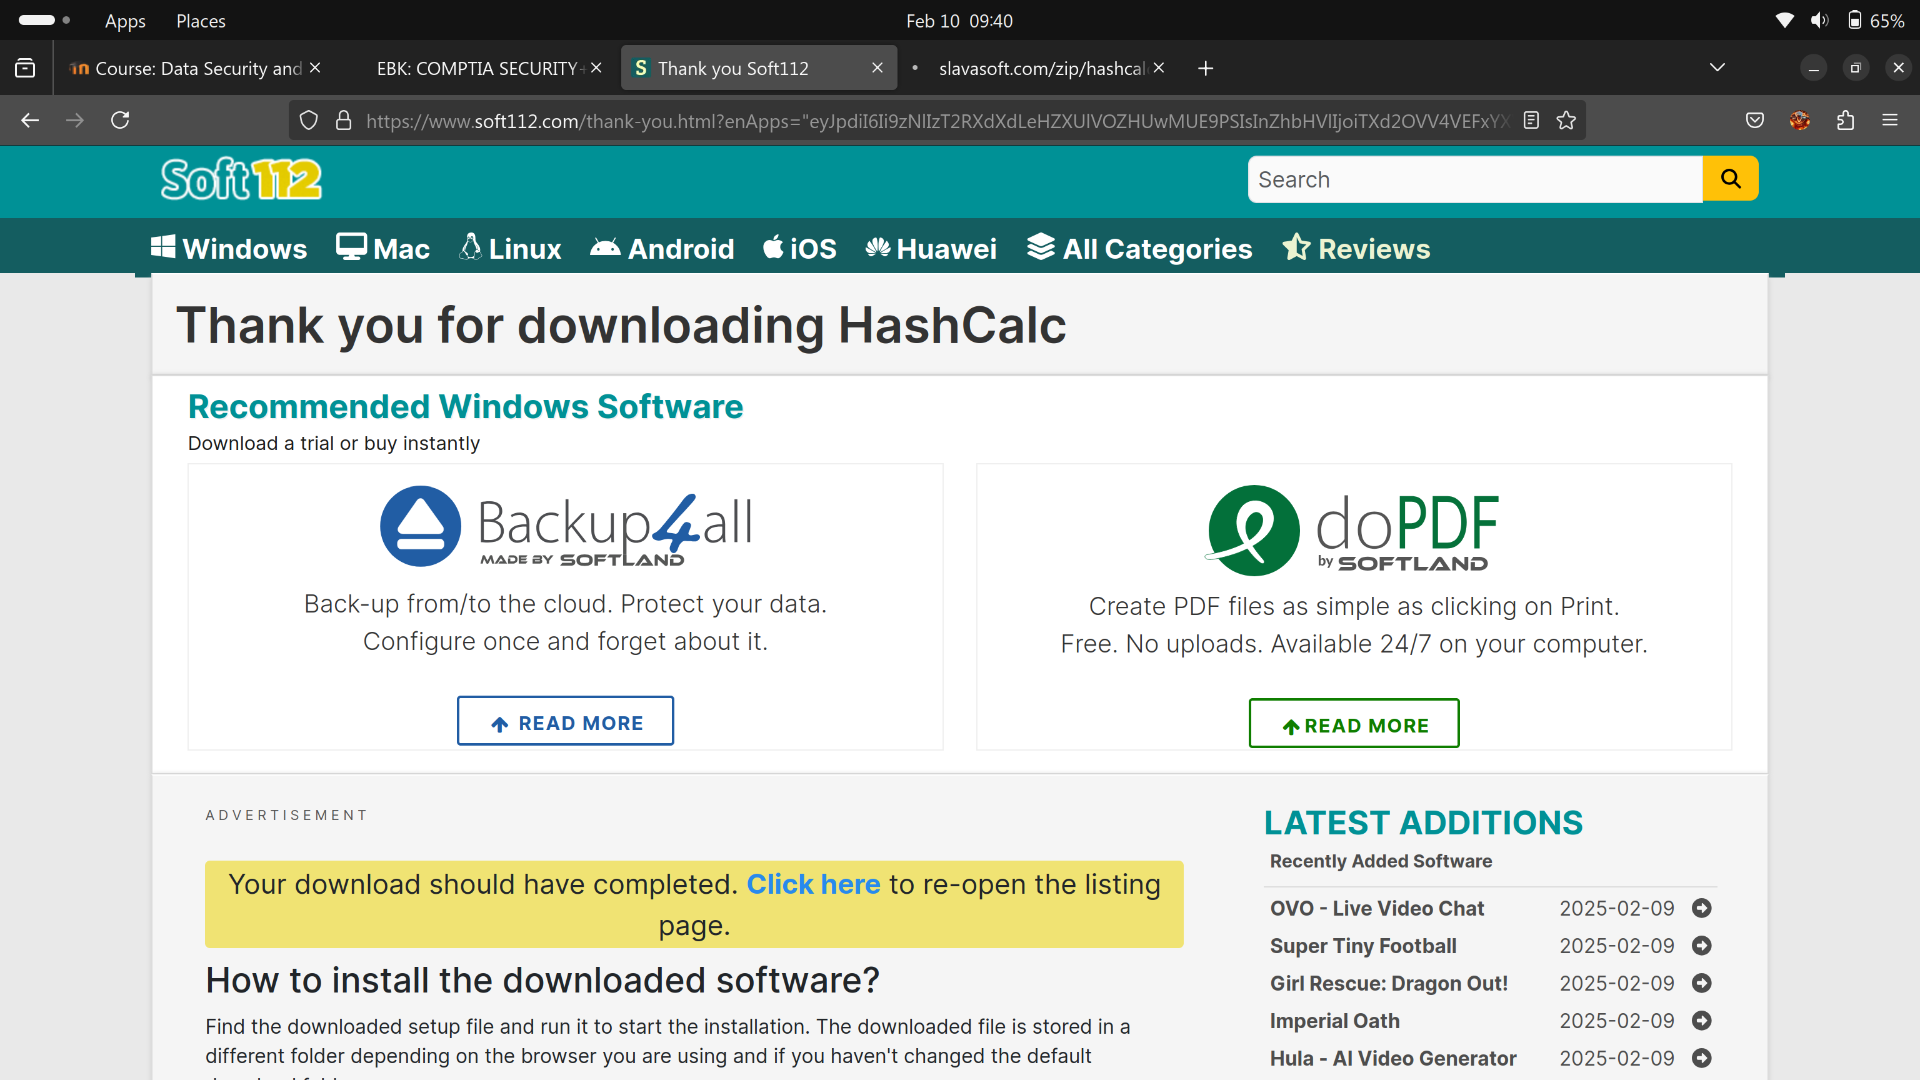 Apps Places Feb 10 09:40 65%
Course: Data Security and EBK: COMPTIA SECURITY+ S Thank you Soft112 slavasoft.com/zip/hashcal
https://www.soft112.com/thank-you.html?enApps="
Soft112
Search
Windows Mac Linux Android iOS Huawei All Categories Reviews
Thank you for downloading HashCalc
Recommended Windows Software
Download a trial or buy instantly
Backup4all
MADE BY SOFTLAND
Back-up from/to the cloud. Protect your data.
Configure once and forget about it.
READ MORE
doPDF
by SOFTLAND
Create PDF files as simple as clicking on Print.
Free. No uploads. Available 24/7 on your computer.
READ MORE
ADVERTISEMENT
Your download should have completed. Click here to re-open the listing
page.
How to install the downloaded software?
Find the downloaded setup file and run it to start the installation. The downloaded file is stored in a
different folder depending on the browser you are using and if you haven't changed the default
LATEST ADDITIONS
Recently Added Software
OVO - Live Video Chat 2025-02-09
Super Tiny Football 2025-02-09
Girl Rescue: Dragon Out! 2025-02-09
Imperial Oath 2025-02-09
Hula - AI Video Generator 2025-02-09